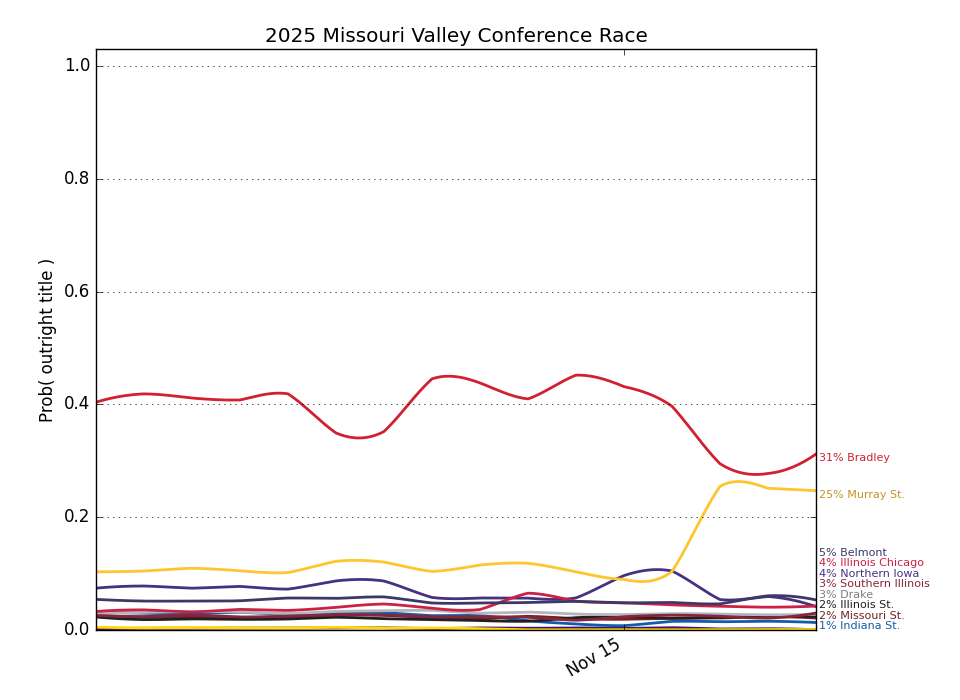 2025 Missouri Valley Conference Race
1.0
0.8
0.6
0.4
0.2
0.0
Prob( outright title )
Nov 15
31% Bradley
25% Murray St.
5% Belmont
4% Illinois Chicago
4% Northern Iowa
3% Southern Illinois
3% Drake
2% Illinois St.
2% Missouri St.
1% Indiana St.